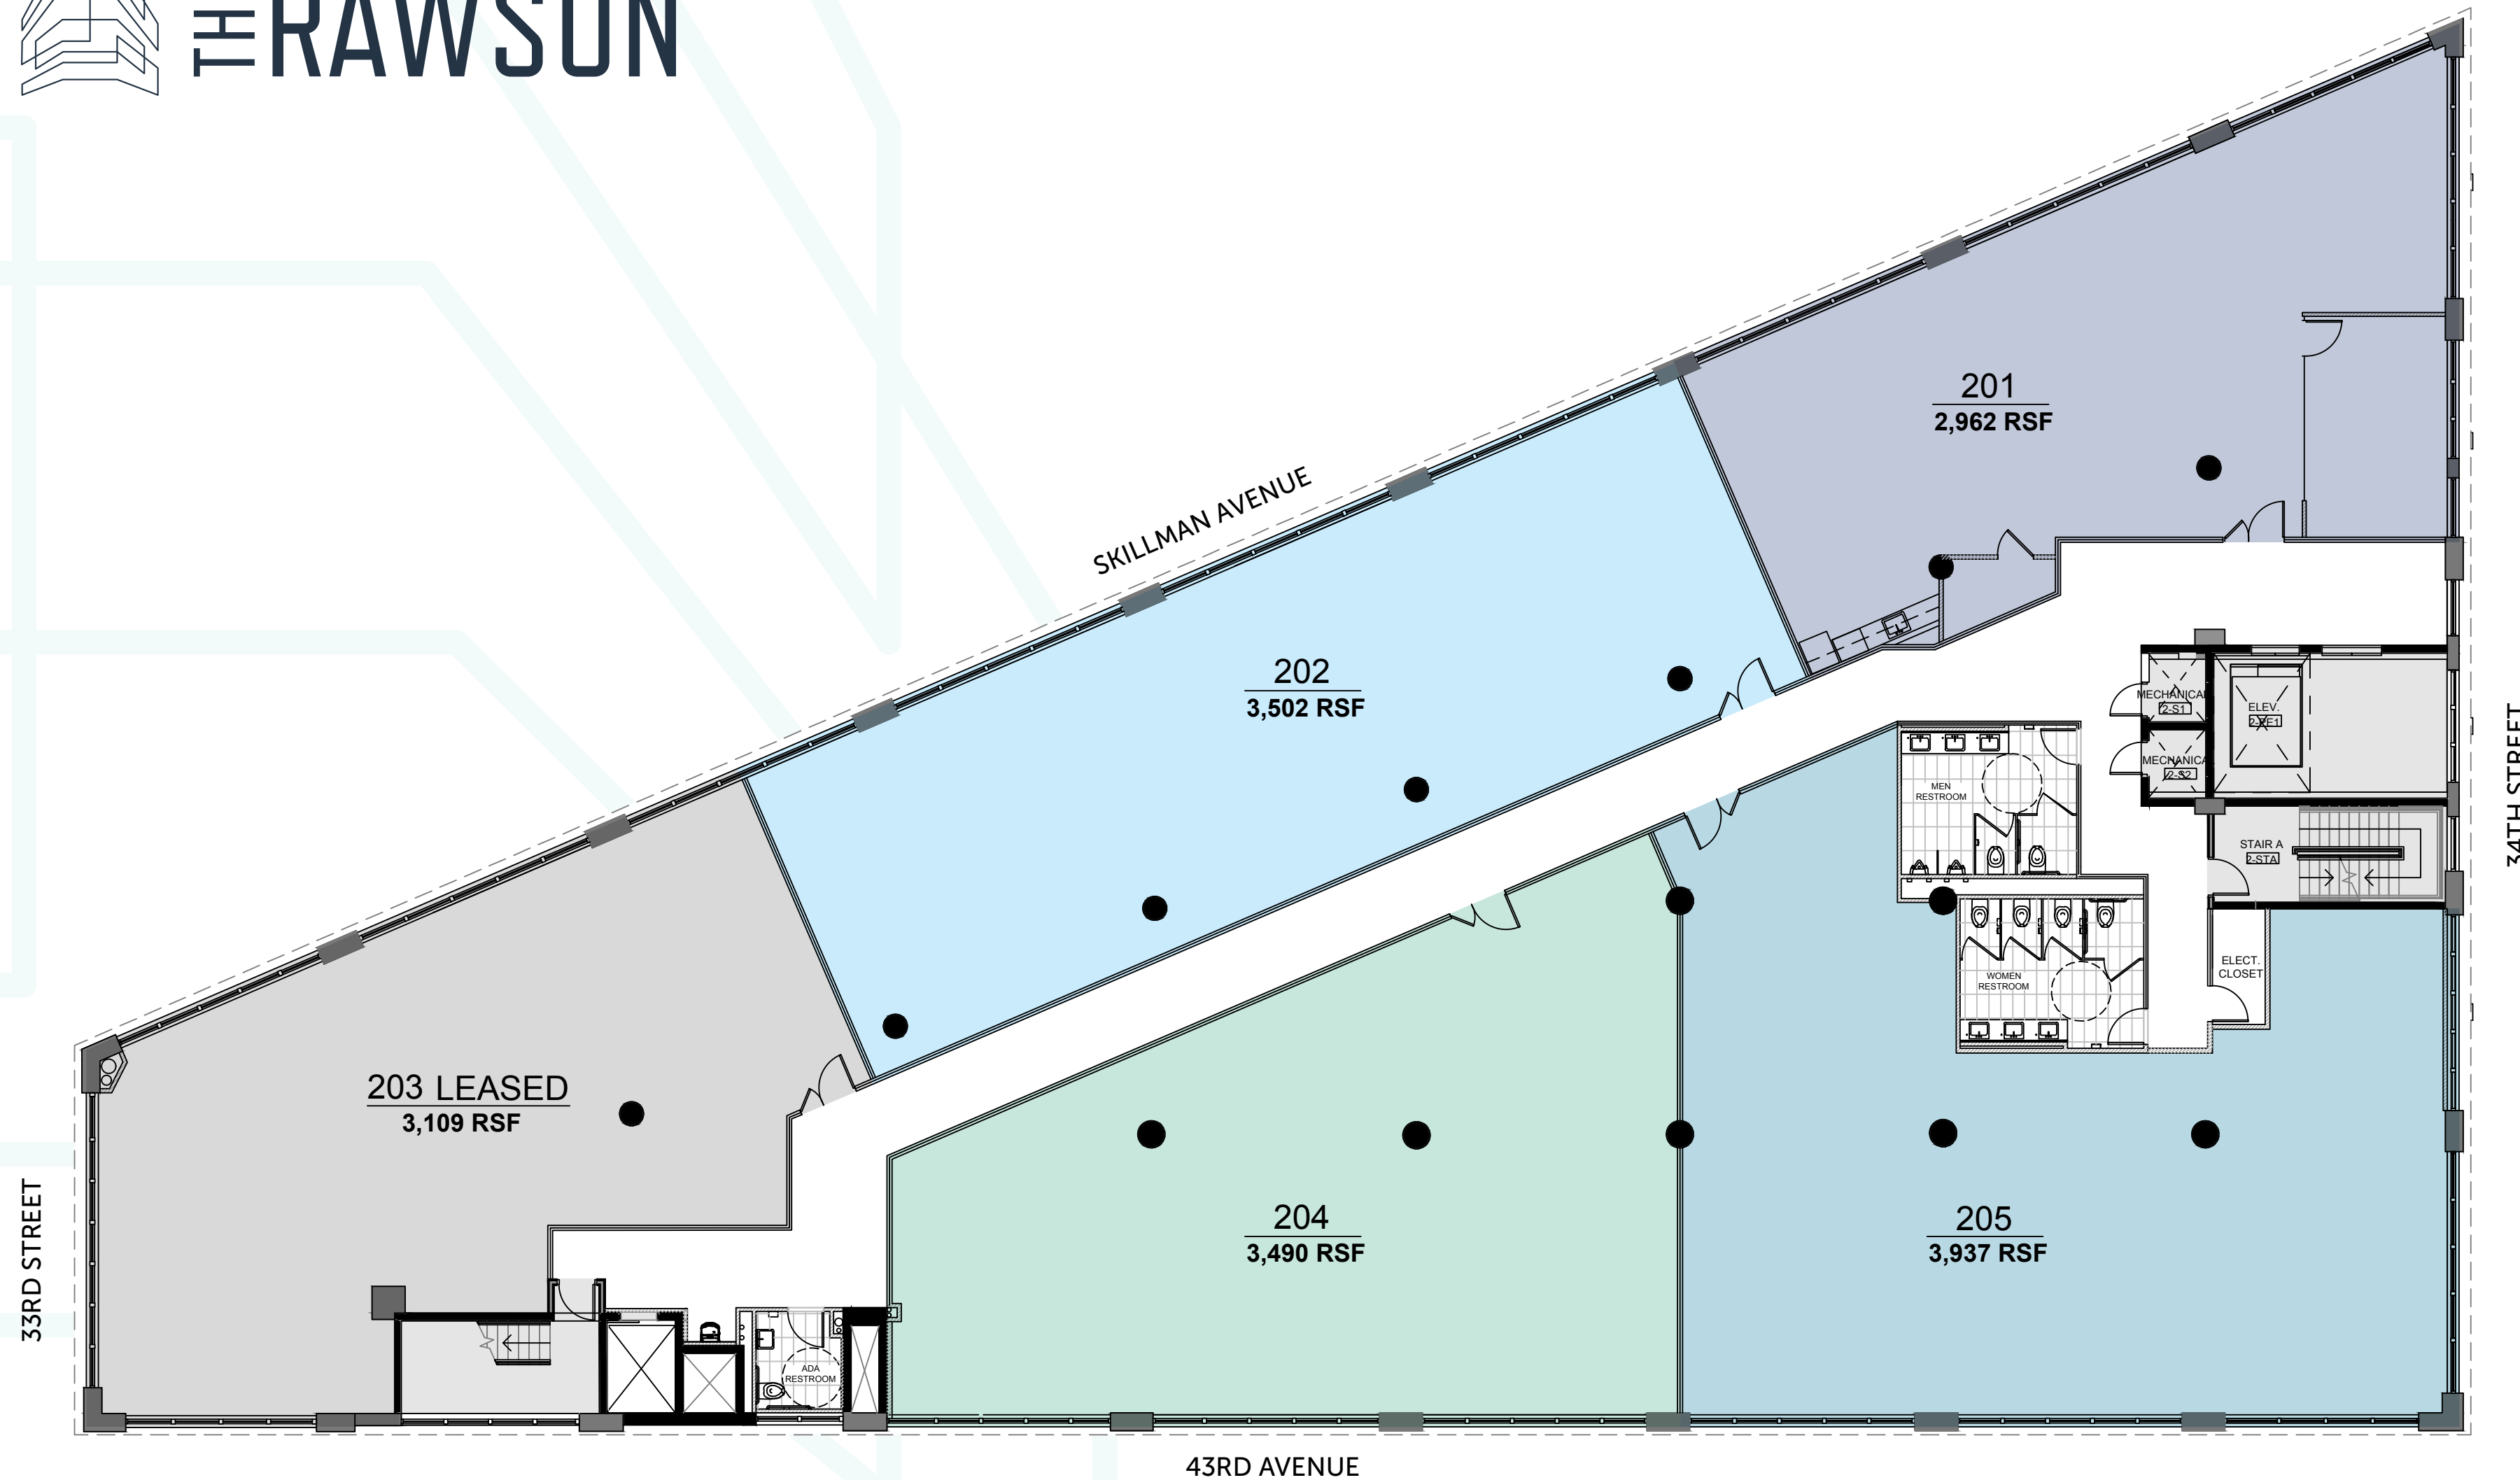 THE RAWSON
SKILLMAN AVENUE
201
2,962 RSF
202
3,502 RSF
MECHANICAL
2-S1
ELEV.
2-PE1
MECHANICA
2-S2
MEN
RESTROOM
STAIR A
2-STA
34TH STREET
ELECT.
CLOSET
WOMEN
RESTROOM
203 LEASED
3,109 RSF
204
3,490 RSF
205
3,937 RSF
33RD STREET
ADA
RESTROOM
43RD AVENUE